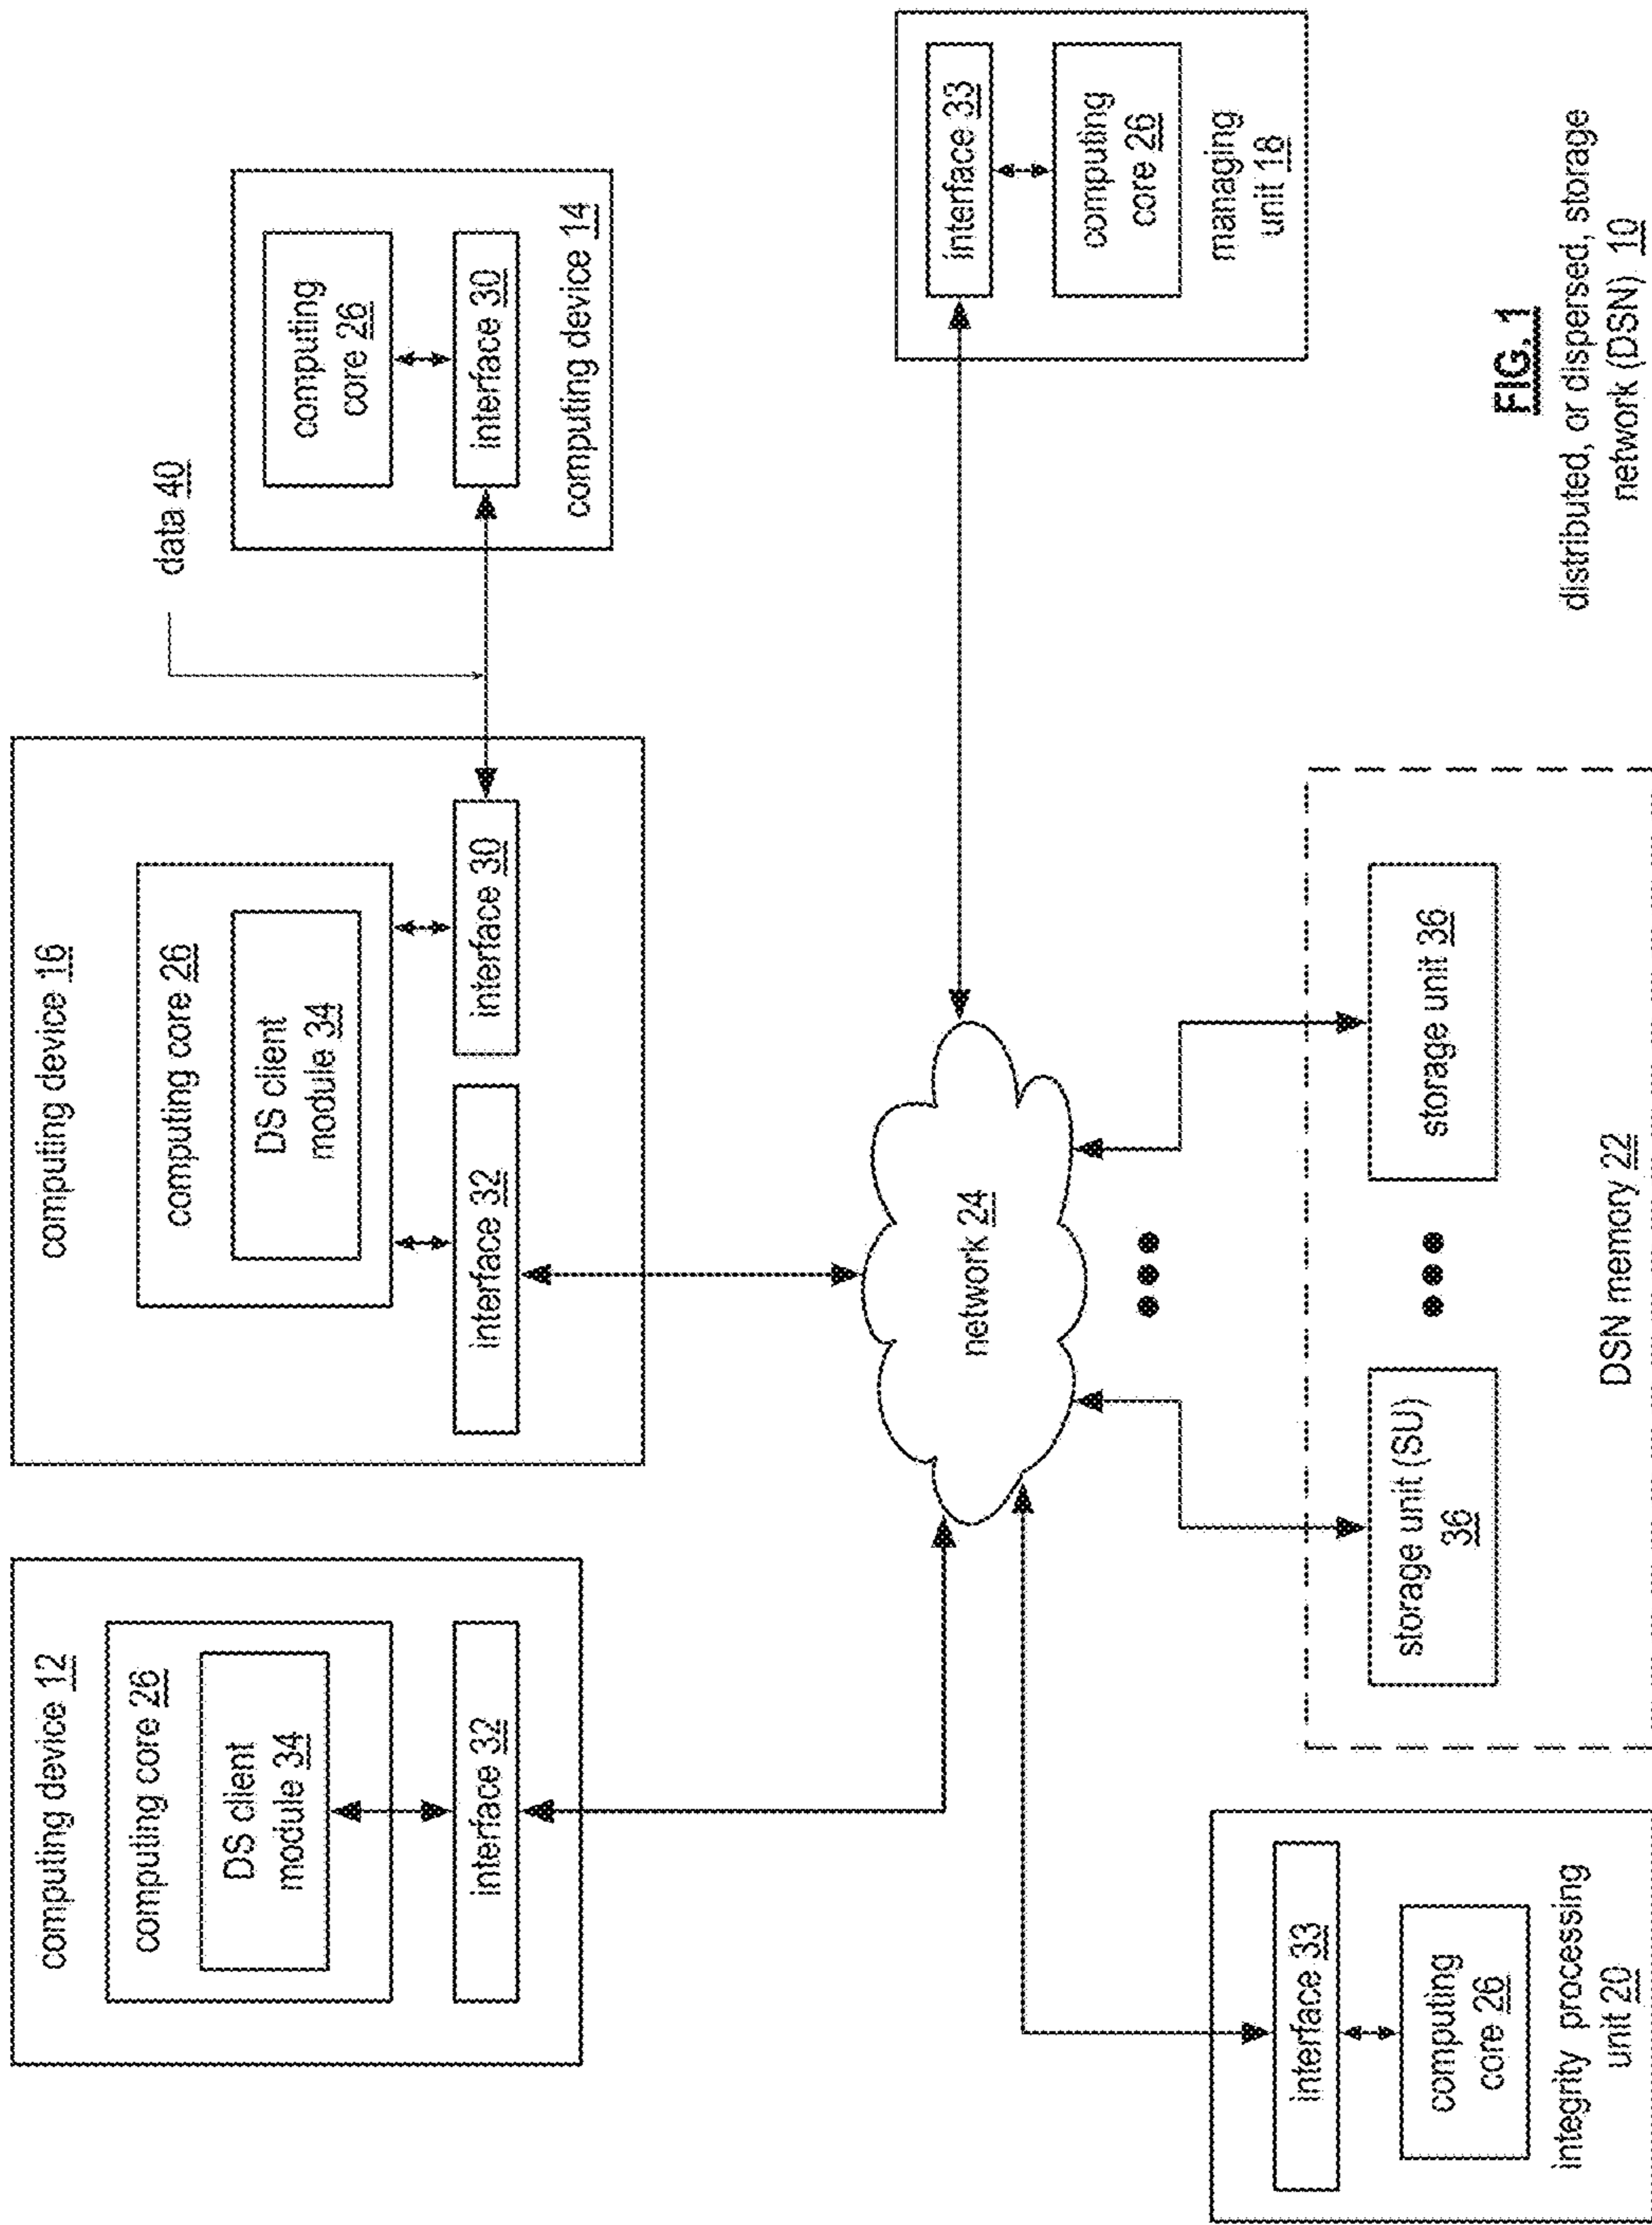 computing device 12
computing core 26
DS client
module 34
interface 32
computing device 16
computing core 26
DS client
module 34
interface 32
interface 30
data 40
computing
core 26
interface 30
computing device 14
network 24
interface 33
computing
core 26
managing
unit 18
interface 33
computing
core 26
integrity processing
unit 20
storage unit (SU)
36
storage unit 36
DSN memory 22
FIG. 1
distributed, or dispersed, storage
network (DSN) 10